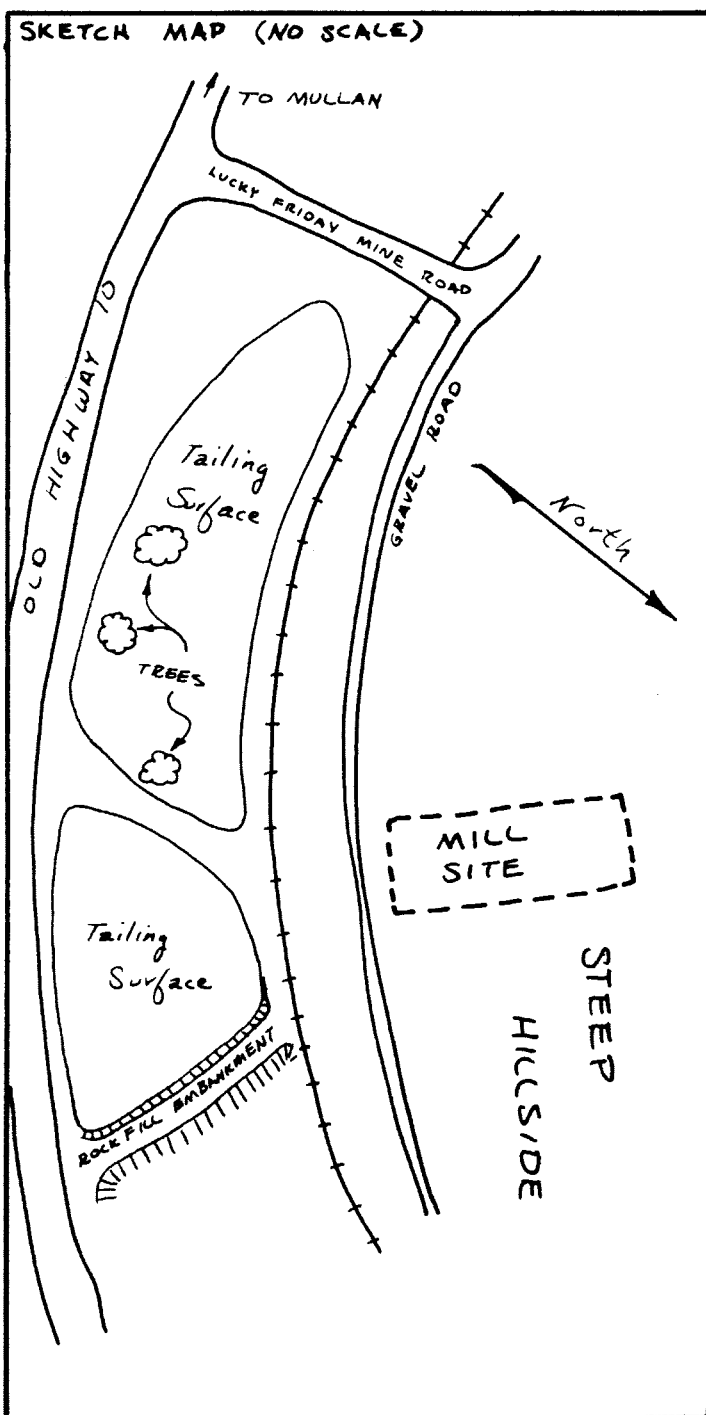 SKETCH MAP (NO SCALE)
TO MULLAN
LUCKY FRIDAY MINE ROAD
OLD HIGHWAY 10
GRAVEL ROAD
Tailing
Surface
North
TREES
MILL
SITE
Tailing
Surface
STEEP
HILLSIDE
ROCK FILL EMBANKMENT